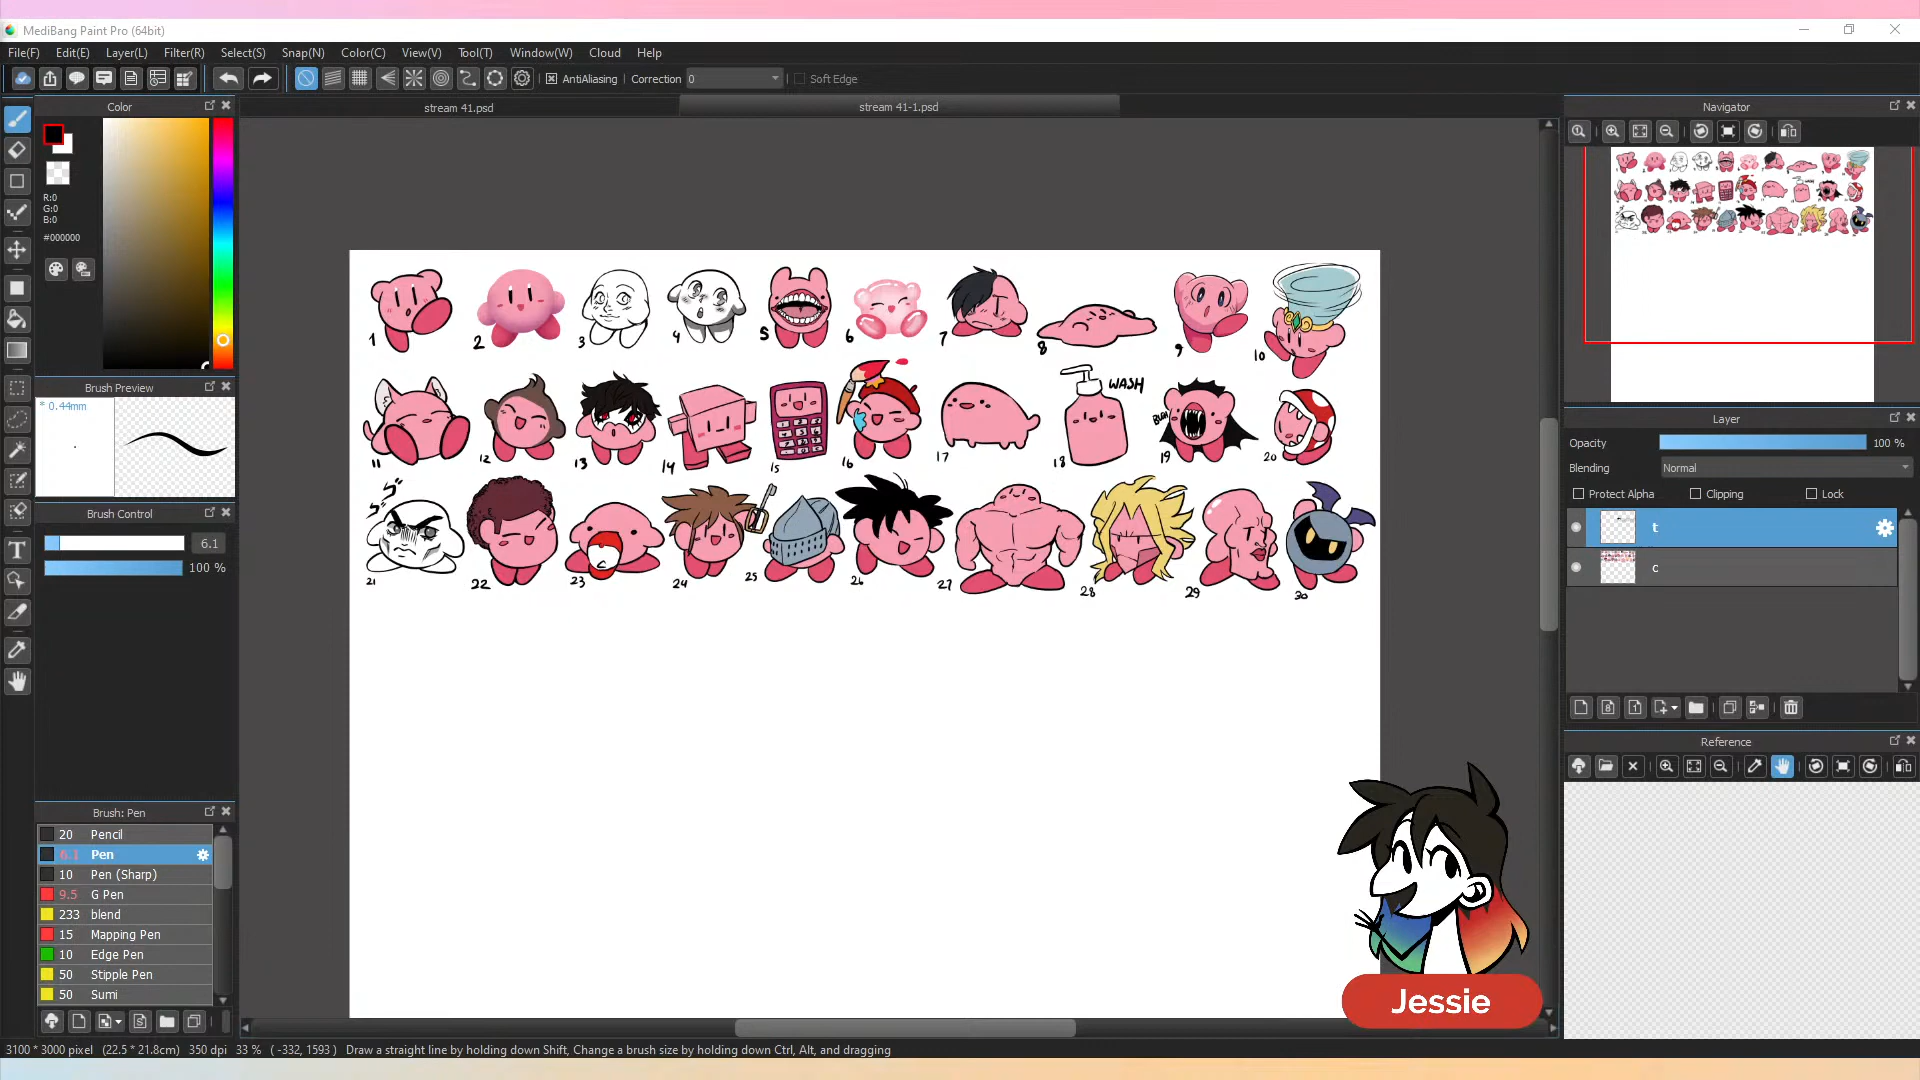 MediBang Paint Pro (64bit)
File(F) Edit(E) Layer(L) Filter(R) Select(S) Snap(N) Color(C) View(V) Tool(T) Window(W) Cloud Help
AntiAliasing Correction 0 Soft Edge
Color
stream 41.psd stream 41-1.psd
Navigator
R:0
G:0
B:0
#000000
Brush Preview
* 0.44mm
Brush Control
6.1
100 %
Brush: Pen
20 Pencil
6.1 Pen
10 Pen (Sharp)
9.5 G Pen
233 blend
15 Mapping Pen
10 Edge Pen
50 Stipple Pen
50 Sumi
1 2 3 4 5 6 7 8 9 10
WASH
BLEH
11 12 13 14 15 16 17 18 19 20
21 22 23 24 25 26 27 28 29 30
Layer
Opacity 100 %
Blending Normal
Protect Alpha Clipping Lock
t
c
Reference
Jessie
3100 * 3000 pixel (22.5 * 21.8cm) 350 dpi 33 % ( -332, 1593 ) Draw a straight line by holding down Shift, Change a brush size by holding down Ctrl, Alt, and dragging